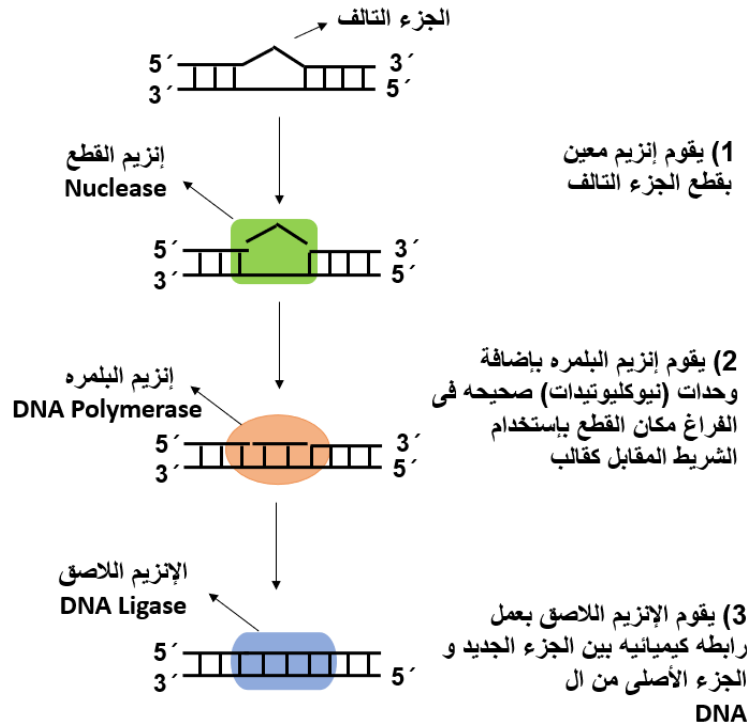 الجزء التالف
5´ 3´
3´ 5´
إنزيم القطع
Nuclease
1) يقوم إنزيم معين
بقطع الجزء التالف
5´ 3´
3´ 5´
إنزيم البلمره
DNA Polymerase
2) يقوم إنزيم البلمره بإضافة
وحدات (نيوكليوتيدات) صحيحه فى
الفراغ مكان القطع بإستخدام
الشريط المقابل كقالب
5´ 3´
3´ 5´
الإنزيم اللاصق
DNA Ligase
3) يقوم الإنزيم اللاصق بعمل
رابطه كيميائيه بين الجزء الجديد و
الجزء الأصلى من ال
DNA
5´ 3´
3´ 5´